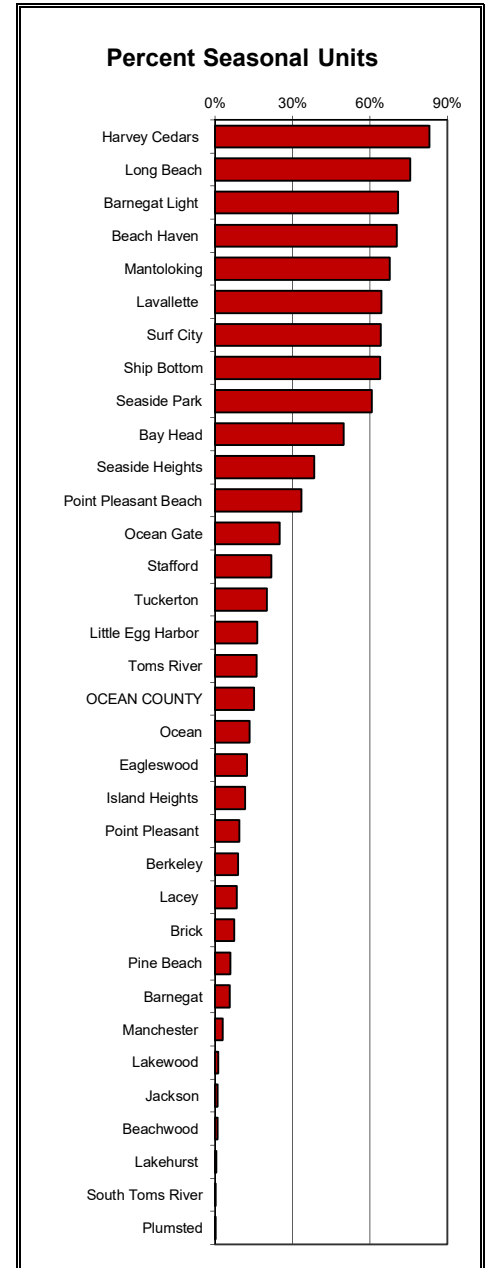 Percent Seasonal Units
0% 30% 60% 90%
Harvey Cedars
Long Beach
Barnegat Light
Beach Haven
Mantoloking
Lavallette
Surf City
Ship Bottom
Seaside Park
Bay Head
Seaside Heights
Point Pleasant Beach
Ocean Gate
Stafford
Tuckerton
Little Egg Harbor
Toms River
OCEAN COUNTY
Ocean
Eagleswood
Island Heights
Point Pleasant
Berkeley
Lacey
Brick
Pine Beach
Barnegat
Manchester
Lakewood
Jackson
Beachwood
Lakehurst
South Toms River
Plumsted